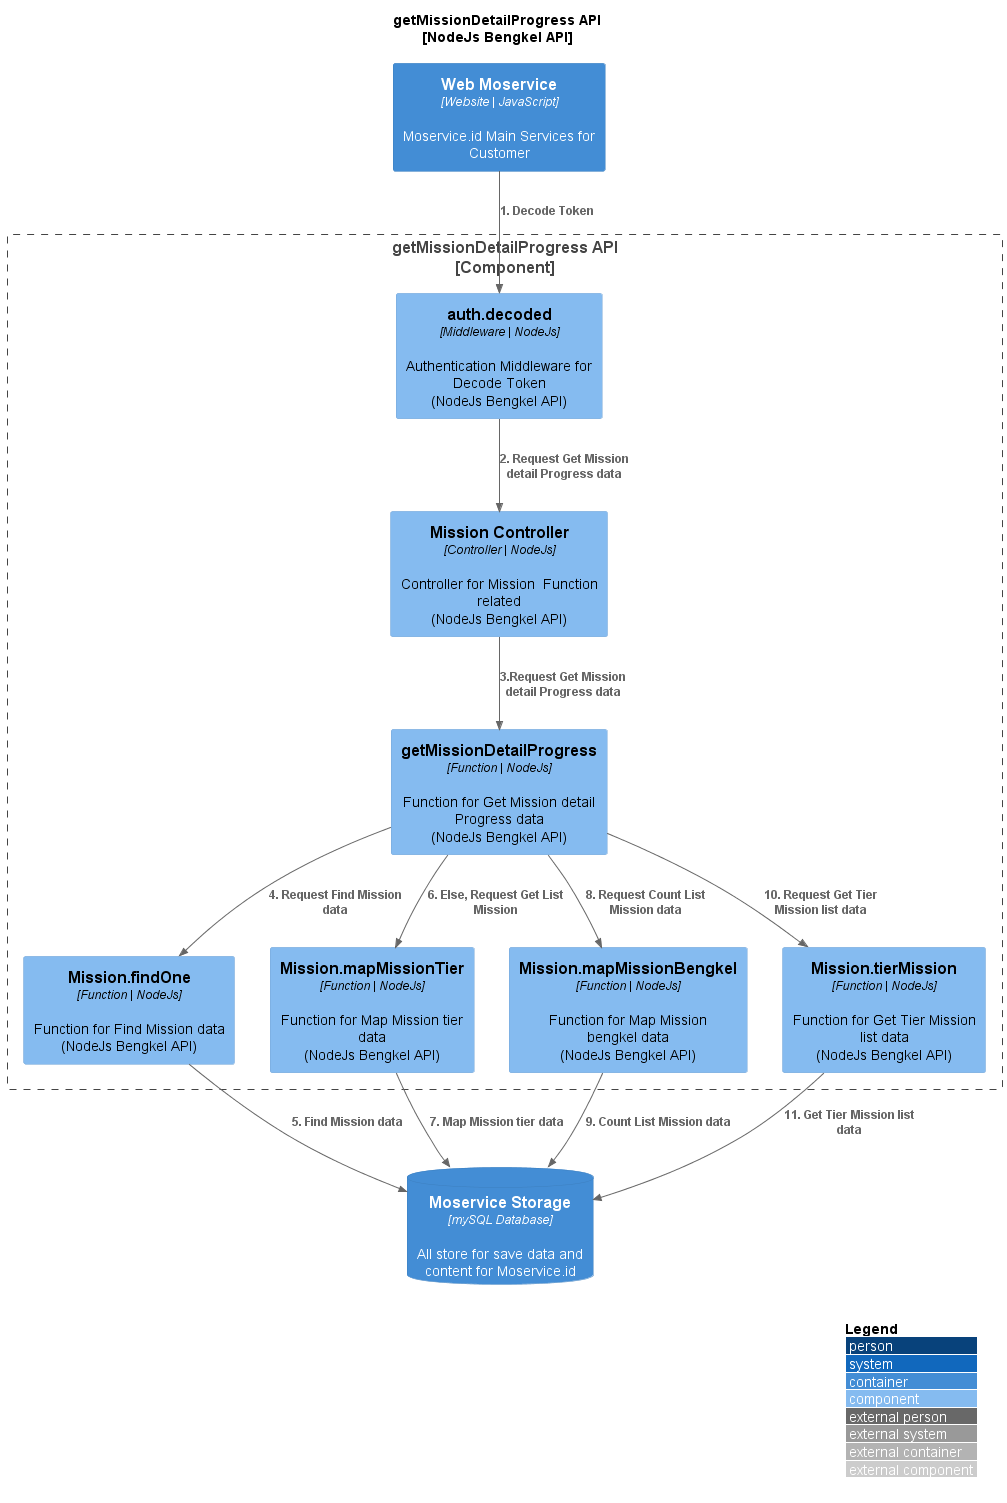 getMissionDetailProgress API
[NodeJs Bengkel API]
Web Moservice
[Website | JavaScript]
Moservice.id Main Services for
Customer
1. Decode Token
getMissionDetailProgress API
[Component]
auth.decoded
[Middleware | NodeJs]
Authentication Middleware for
Decode Token
(NodeJs Bengkel API)
2. Request Get Mission
detail Progress data
Mission Controller
[Controller | NodeJs]
Controller for Mission  Function
related
(NodeJs Bengkel API)
3.Request Get Mission
detail Progress data
getMissionDetailProgress
[Function | NodeJs]
Function for Get Mission detail
Progress data
(NodeJs Bengkel API)
4. Request Find Mission
data
6. Else, Request Get List
Mission
8. Request Count List
Mission data
10. Request Get Tier
Mission list data
Mission.findOne
[Function | NodeJs]
Function for Find Mission data
(NodeJs Bengkel API)
Mission.mapMissionTier
[Function | NodeJs]
Function for Map Mission tier
data
(NodeJs Bengkel API)
Mission.mapMissionBengkel
[Function | NodeJs]
Function for Map Mission
bengkel data
(NodeJs Bengkel API)
Mission.tierMission
[Function | NodeJs]
Function for Get Tier Mission
list data
(NodeJs Bengkel API)
5. Find Mission data
7. Map Mission tier data
9. Count List Mission data
11. Get Tier Mission list
data
Moservice Storage
[mySQL Database]
All store for save data and
content for Moservice.id
Legend
person
system
container
component
external person
external system
external container
external component